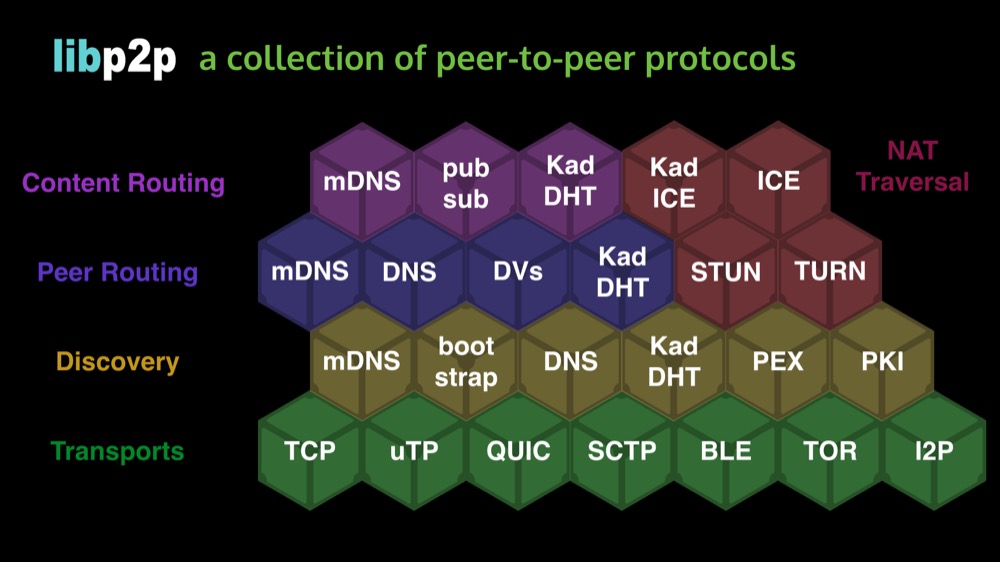 libp2p a collection of peer-to-peer protocols
Content Routing
mDNS
pub
sub
Kad
DHT
Kad
ICE
ICE
NAT
Traversal
Peer Routing
mDNS
DNS
DVs
Kad
DHT
STUN
TURN
Discovery
mDNS
boot
strap
DNS
Kad
DHT
PEX
PKI
Transports
TCP
uTP
QUIC
SCTP
BLE
TOR
I2P